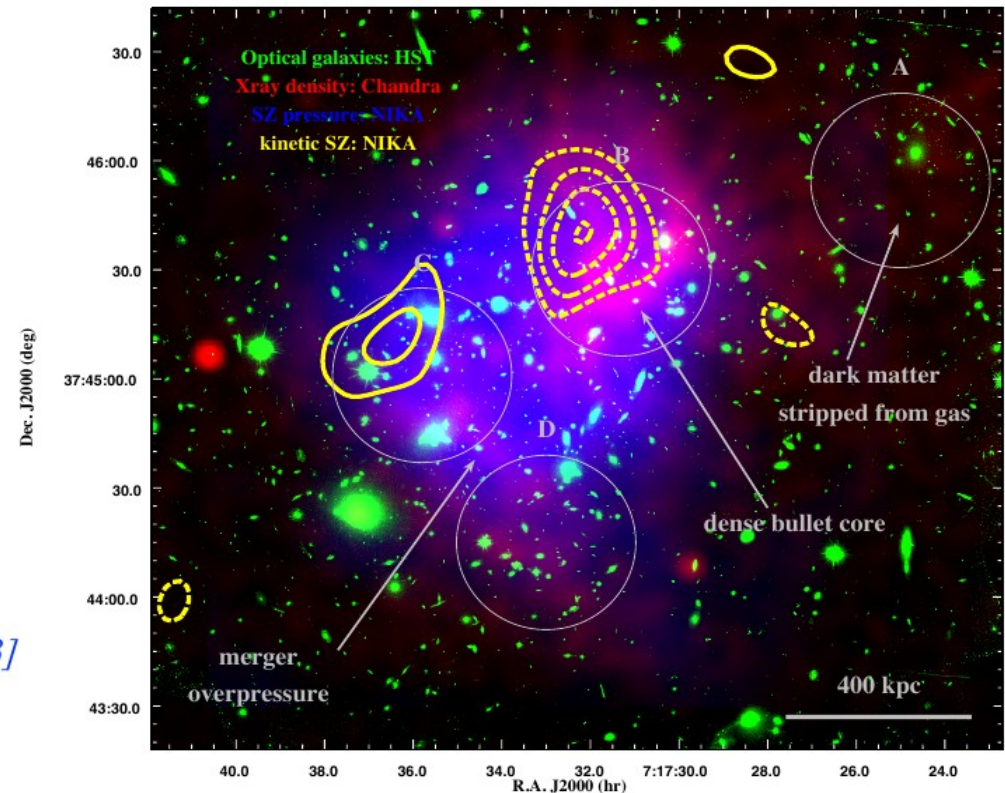 Optical galaxies: HST
Xray density: Chandra
SZ pressure: NIKA
kinetic SZ: NIKA
A
B
C
D
dark matter
stripped from gas
dense bullet core
merger
overpressure
400 kpc
Dec. J2000 (deg)
30.0
46:00.0
30.0
37:45:00.0
30.0
44:00.0
43:30.0
40.0 38.0 36.0 34.0 32.0 7:17:30.0 28.0 26.0 24.0
R.A. J2000 (hr)
]